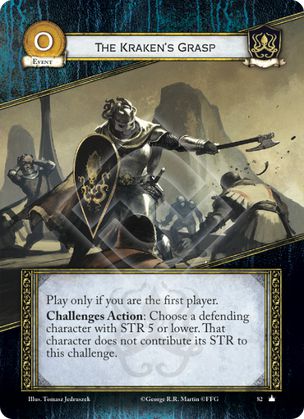 0
THE KRAKEN'S GRASP
EVENT
Play only if you are the first player.
Challenges Action: Choose a defending
character with STR 5 or lower. That
character does not contribute its STR to
this challenge.
Illus. Tomasz Jedruszek ©George R.R. Martin ©FFG 82